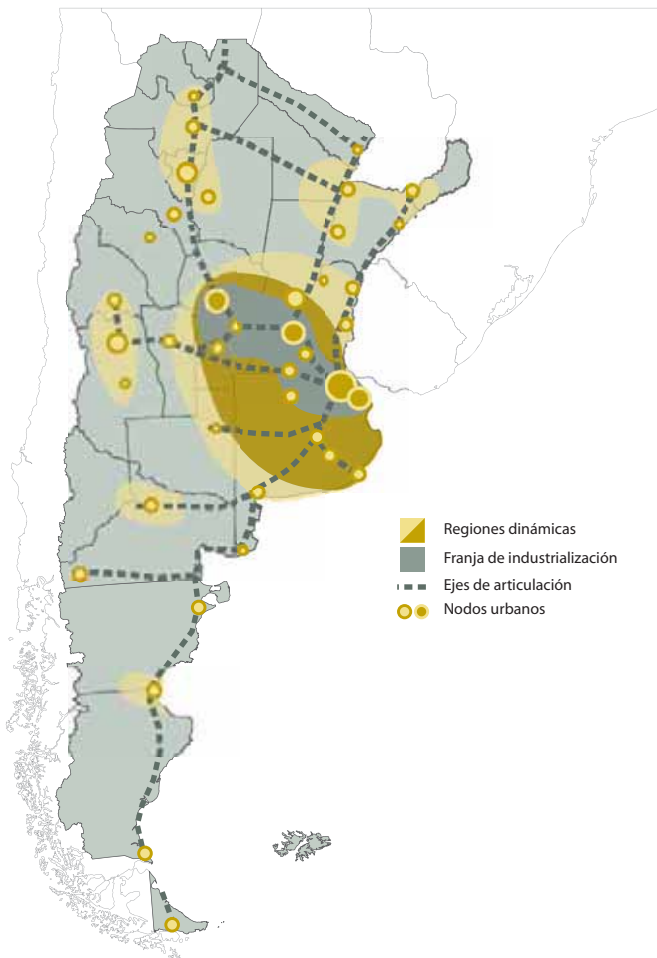 Regiones dinámicas
Franja de industrialización
Ejes de articulación
Nodos urbanos